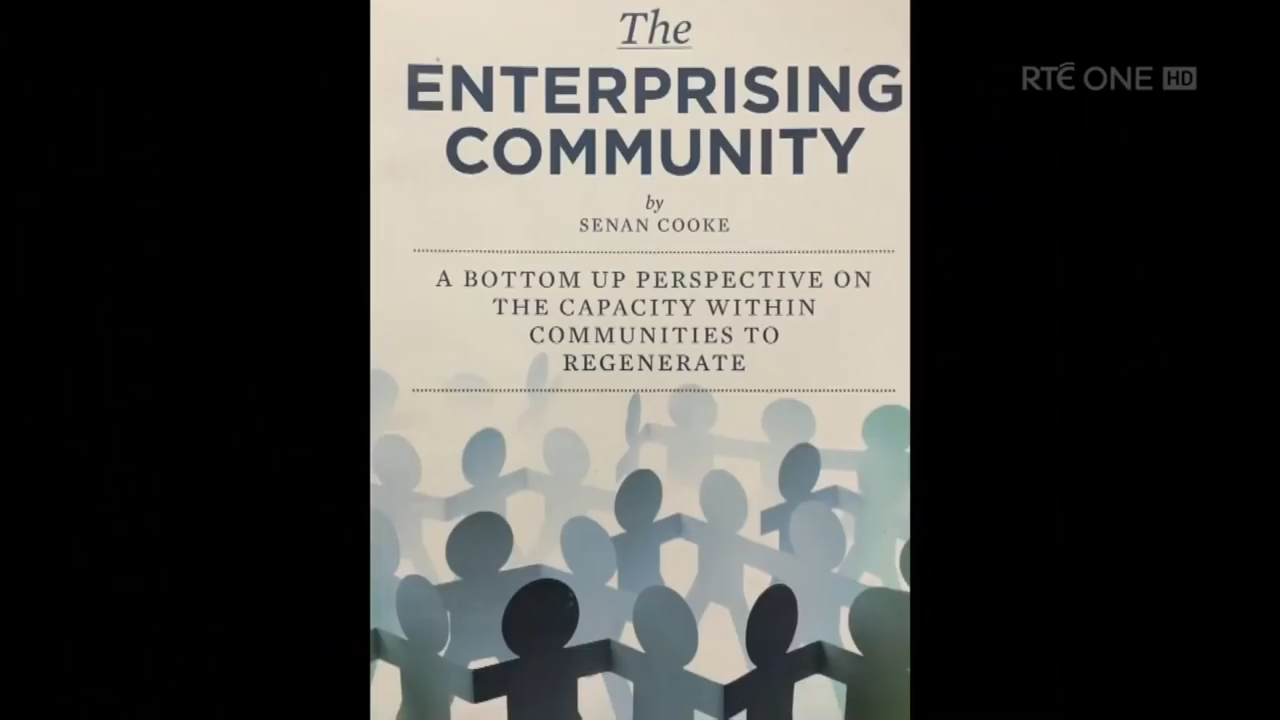 The
ENTERPRISING
COMMUNITY
by
SENAN COOKE
A BOTTOM UP PERSPECTIVE ON
THE CAPACITY WITHIN
COMMUNITIES TO
REGENERATE
RTÉ ONE HD